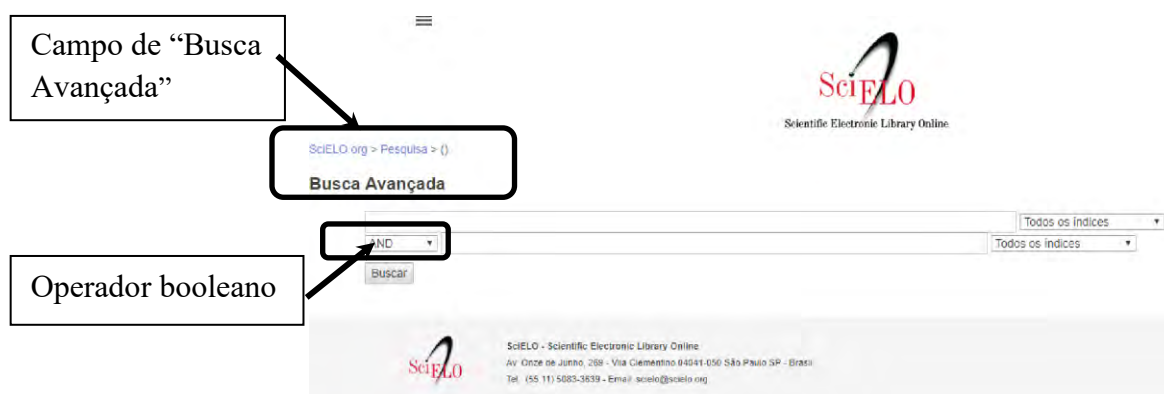 Campo de “Busca
Avançada”
SciELO
Scientific Electronic Library Online
SciELO.org > Pesquisa > ()
Busca Avançada
Todos os índices
AND
Todos os índices
Buscar
Operador booleano
SciELO
SciELO - Scientific Electronic Library Online
Av. Onze de Junho, 269 - Vila Clementino 04041-050 São Paulo SP - Brasil
Tel. (55 11) 5083-3639 - Email: scielo@scielo.org